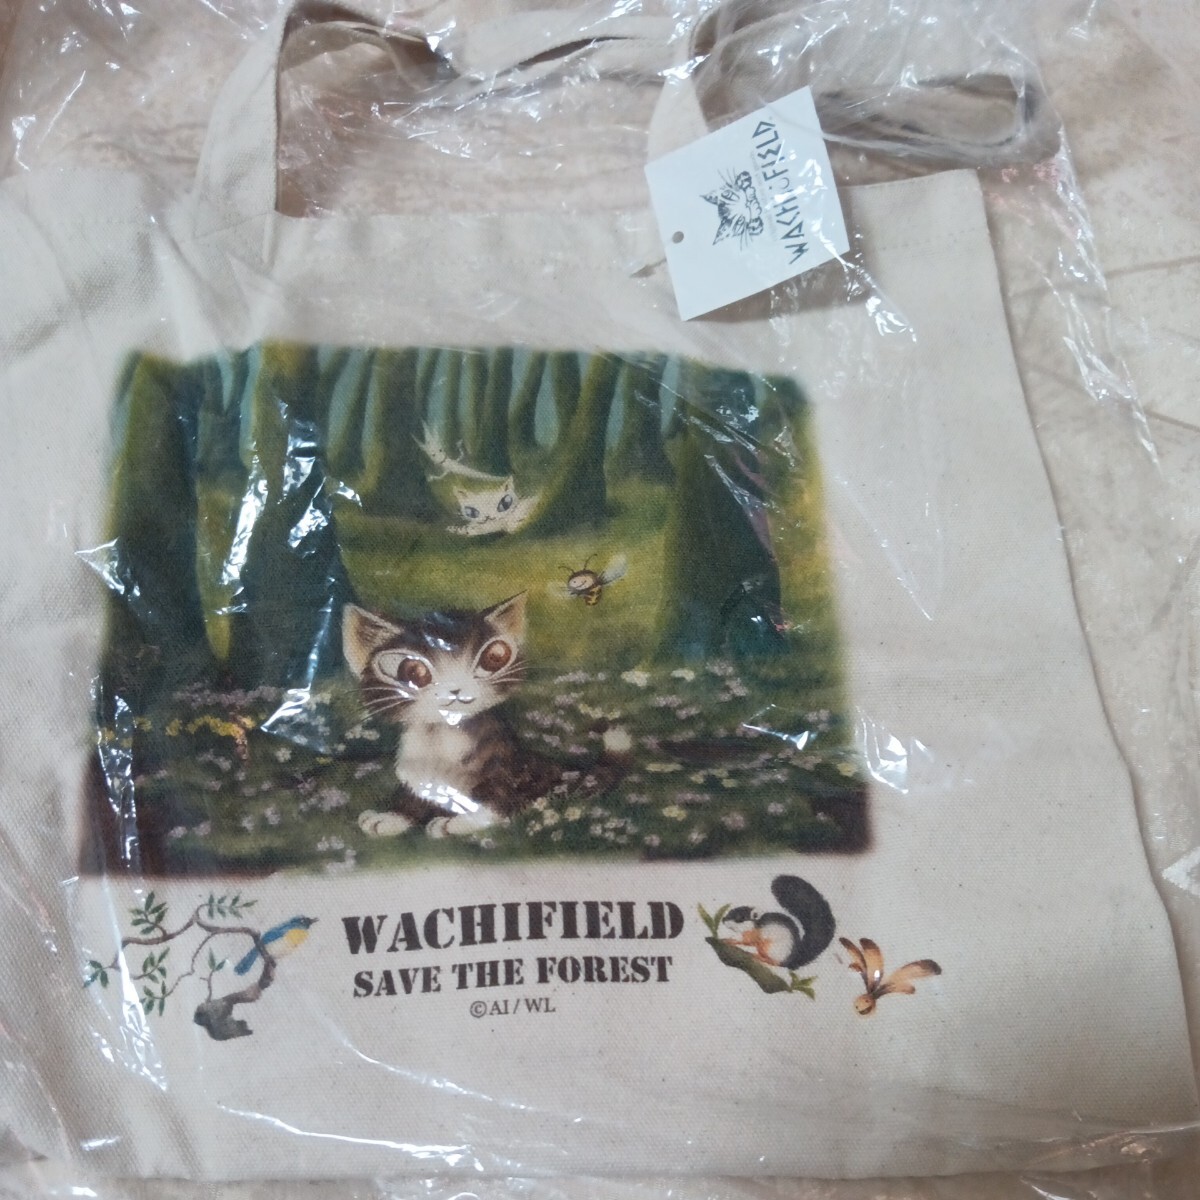 WACHiFIELD
WACHIFIELD
SAVE THE FOREST
©AI/WL